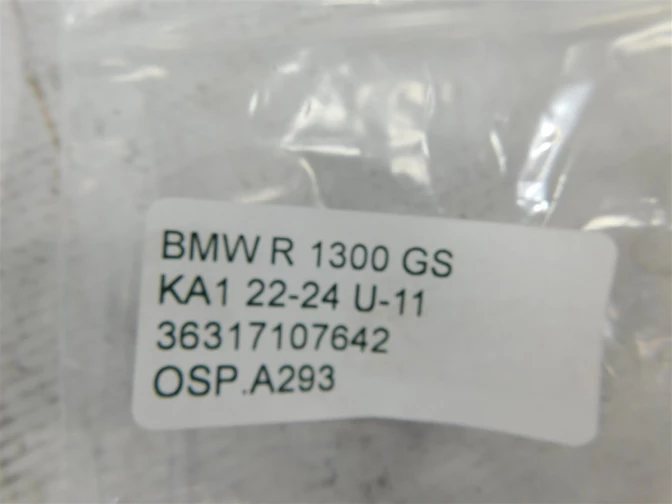 BMW R 1300 GS
KA1 22-24 U-11
36317107642
OSP.A293